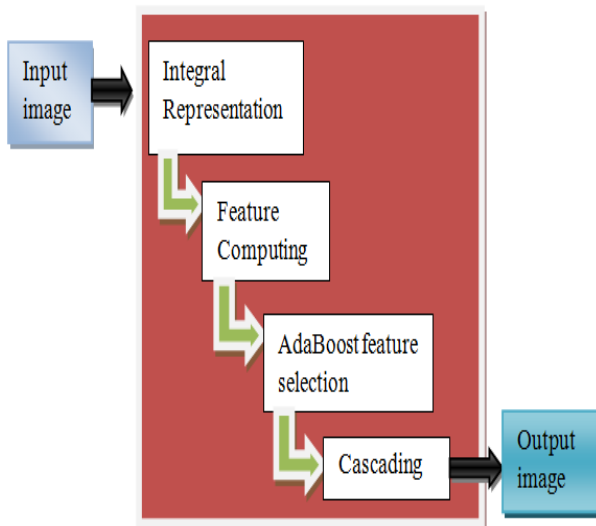 Input
image
Integral
Representation
Feature
Computing
AdaBoost feature
selection
Cascading
Output
image